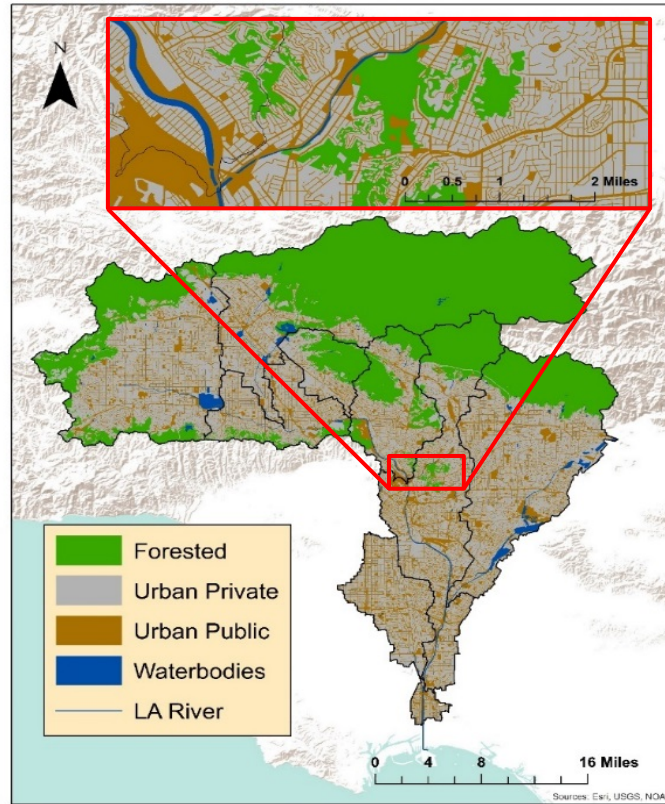 N
0 0.5 1 2 Miles
Forested
Urban Private
Urban Public
Waterbodies
LA River
0 4 8 16 Miles
Sources: Esri, USGS, NOA